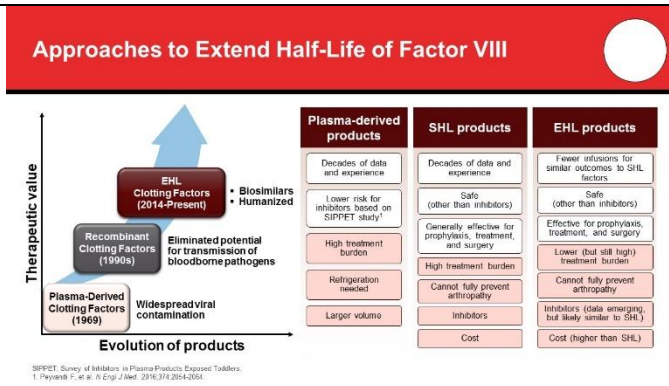 Approaches to Extend Half-Life of Factor VIII
Therapeutic value
EHL
Clotting Factors
(2014-Present)
• Biosimilars
• Humanized
Recombinant
Clotting Factors
(1990s)
Eliminated potential
for transmission of
bloodborne pathogens
Plasma-Derived
Clotting Factors
(1969)
Widespread viral
contamination
Evolution of products
Plasma-derived
products
Decades of data
and experience
Lower risk for
inhibitors based on
SIPPET study1
High treatment
burden
Refrigeration
needed
Larger volume
SHL products
Decades of data and
experience
Safe
(other than inhibitors)
Generally effective for
prophylaxis, treatment,
and surgery
High treatment burden
Cannot fully prevent
arthropathy
Inhibitors
Cost
EHL products
Fewer infusions for
similar outcomes to SHL
factors
Safe
(other than inhibitors)
Effective for prophylaxis,
treatment, and surgery
Lower (but still high)
treatment burden
Cannot fully prevent
arthropathy
Inhibitors (data emerging,
but likely similar to SHL)
Cost (higher than SHL)
SIPPET: Survey of Inhibitors in Plasma-Products Exposed Toddlers.
1. Peyvandi F, et al. N Engl J Med. 2016;374:2054-2064.